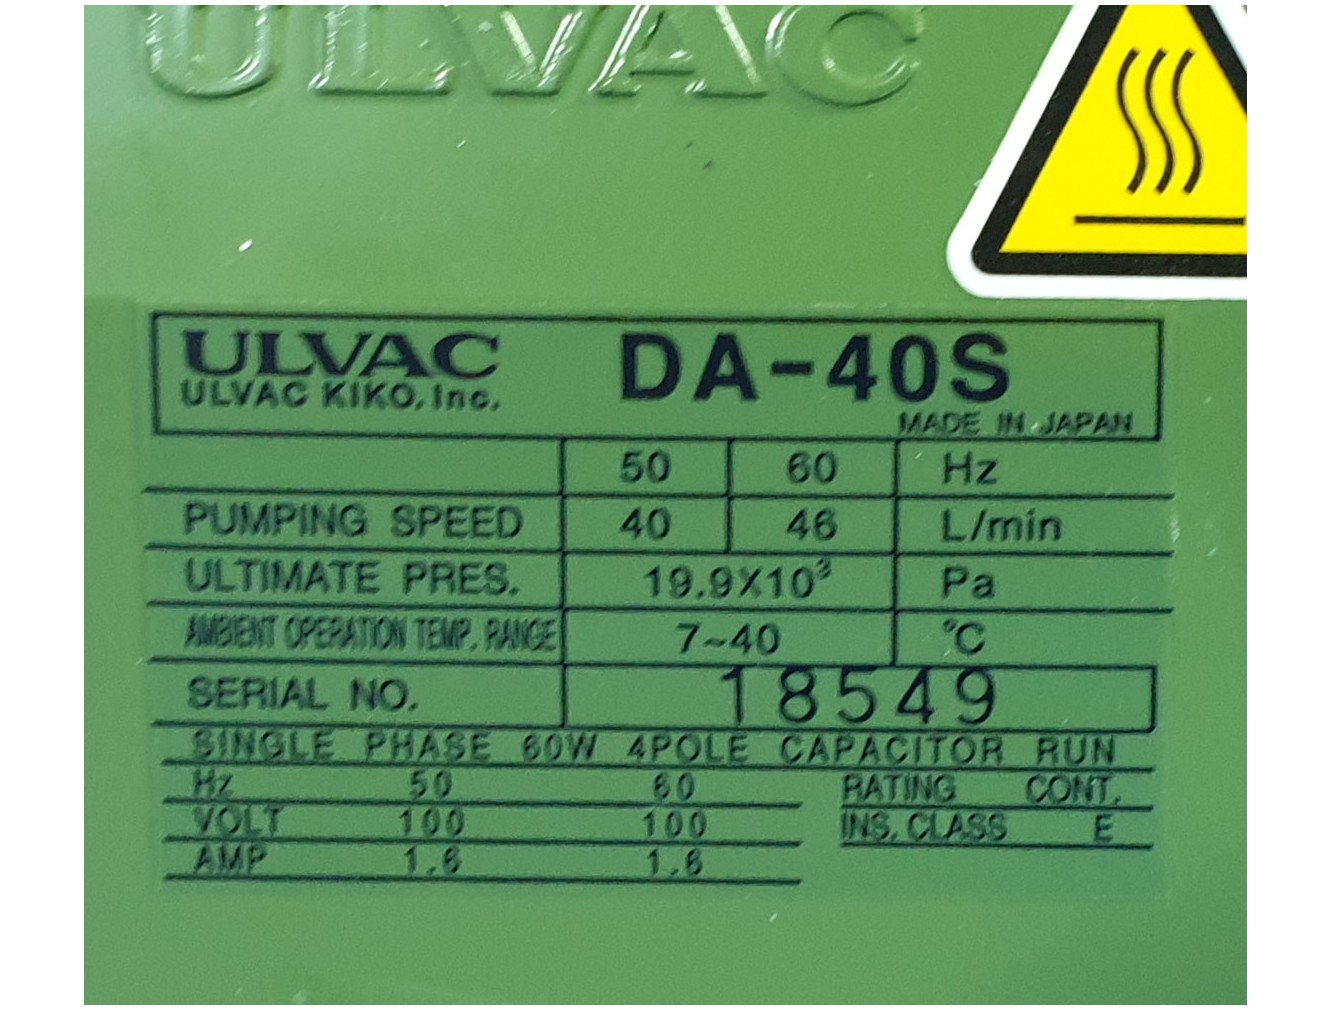 ULVAC
ULVAC DA-40S
ULVAC KIKO, Inc.
MADE IN JAPAN
50 60 Hz
PUMPING SPEED 40 46 L/min
ULTIMATE PRES. 19.9X10³ Pa
AMBIENT OPERATION TEMP. RANGE 7~40 °C
SERIAL NO. 18549
SINGLE PHASE 60W 4POLE CAPACITOR RUN
Hz 50 60 RATING CONT.
VOLT 100 100 INS. CLASS E
AMP 1.6 1.6